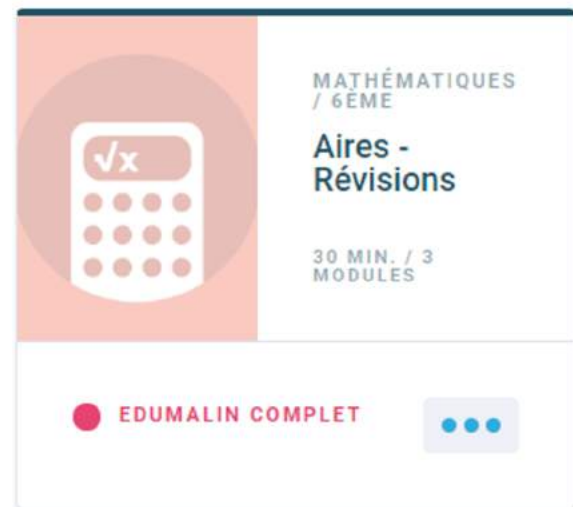 √x
MATHÉMATIQUES
/ 6ÈME
Aires -
Révisions
30 MIN. / 3
MODULES
EDUMALIN COMPLET